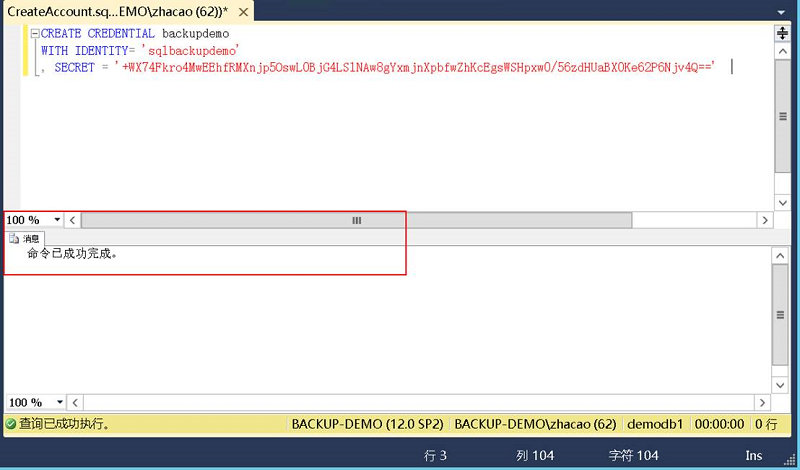 CreateAccount.sq...EMO\zhacao (62))*
CREATE CREDENTIAL backupdemo
WITH IDENTITY= 'sqlbackupdemo'
, SECRET = '+WX74Fkro4MwEEhfRMXnjp5OswL0BjG4LSlNAw8gYxmjnXpbfwZhKcEgsWSHpxw0/56zdHUaBX0Ke62P6Njv4Q=='
100 %
消息
命令已成功完成。
100 %
查询已成功执行。 BACKUP-DEMO (12.0 SP2) BACKUP-DEMO\zhacao (62) demodb1 00:00:00 0 行
行 3 列 104 字符 104 Ins